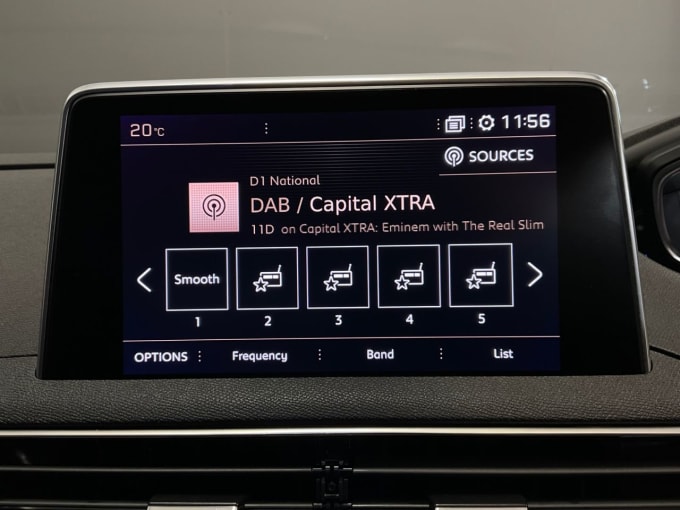 20°C 11:56
SOURCES
D1 National
DAB / Capital XTRA
11D on Capital XTRA: Eminem with The Real Slim
Smooth
1 2 3 4 5
OPTIONS Frequency Band List